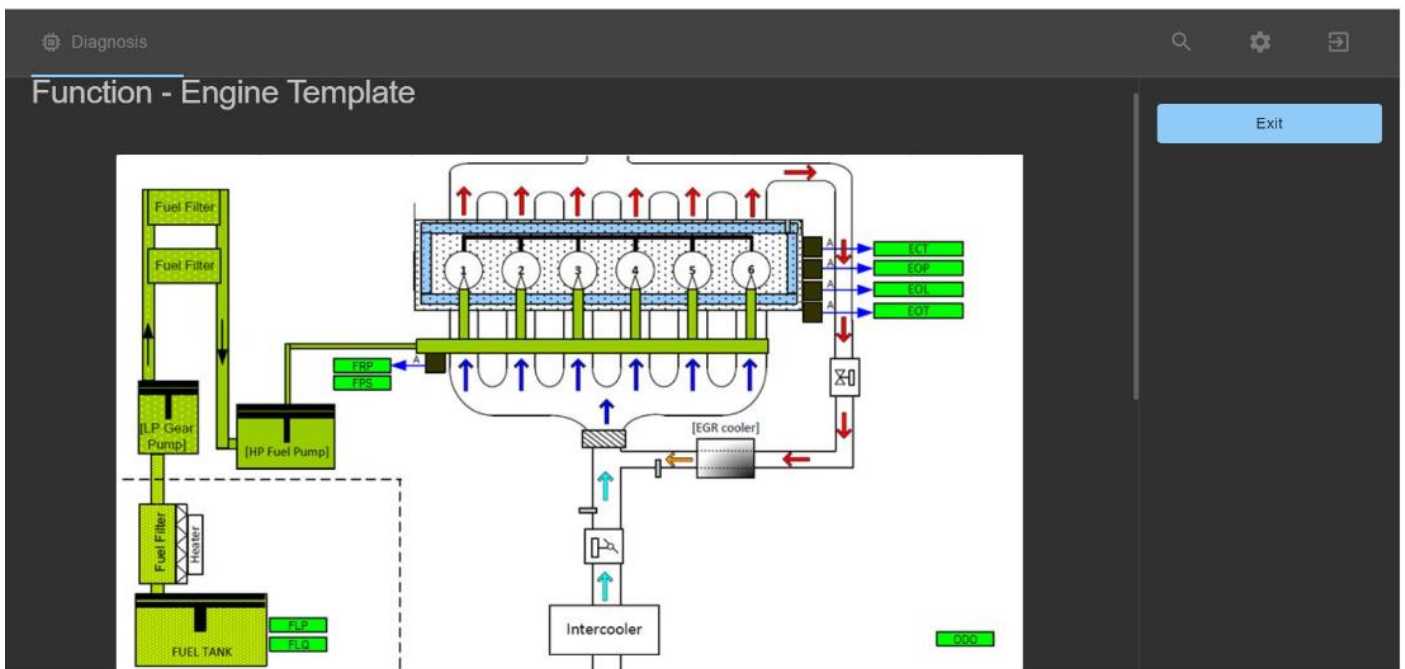 Diagnosis
Function - Engine Template
Exit
Fuel Filter
Fuel Filter
1 2 3 4 5 6
A ECT
A EOP
A EOL
A EOT
FRP A
FPS
[LP Gear
Pump]
[HP Fuel Pump]
[EGR cooler]
Fuel Filter
Heater
Intercooler
FUEL TANK
FLP
FLQ
ODO